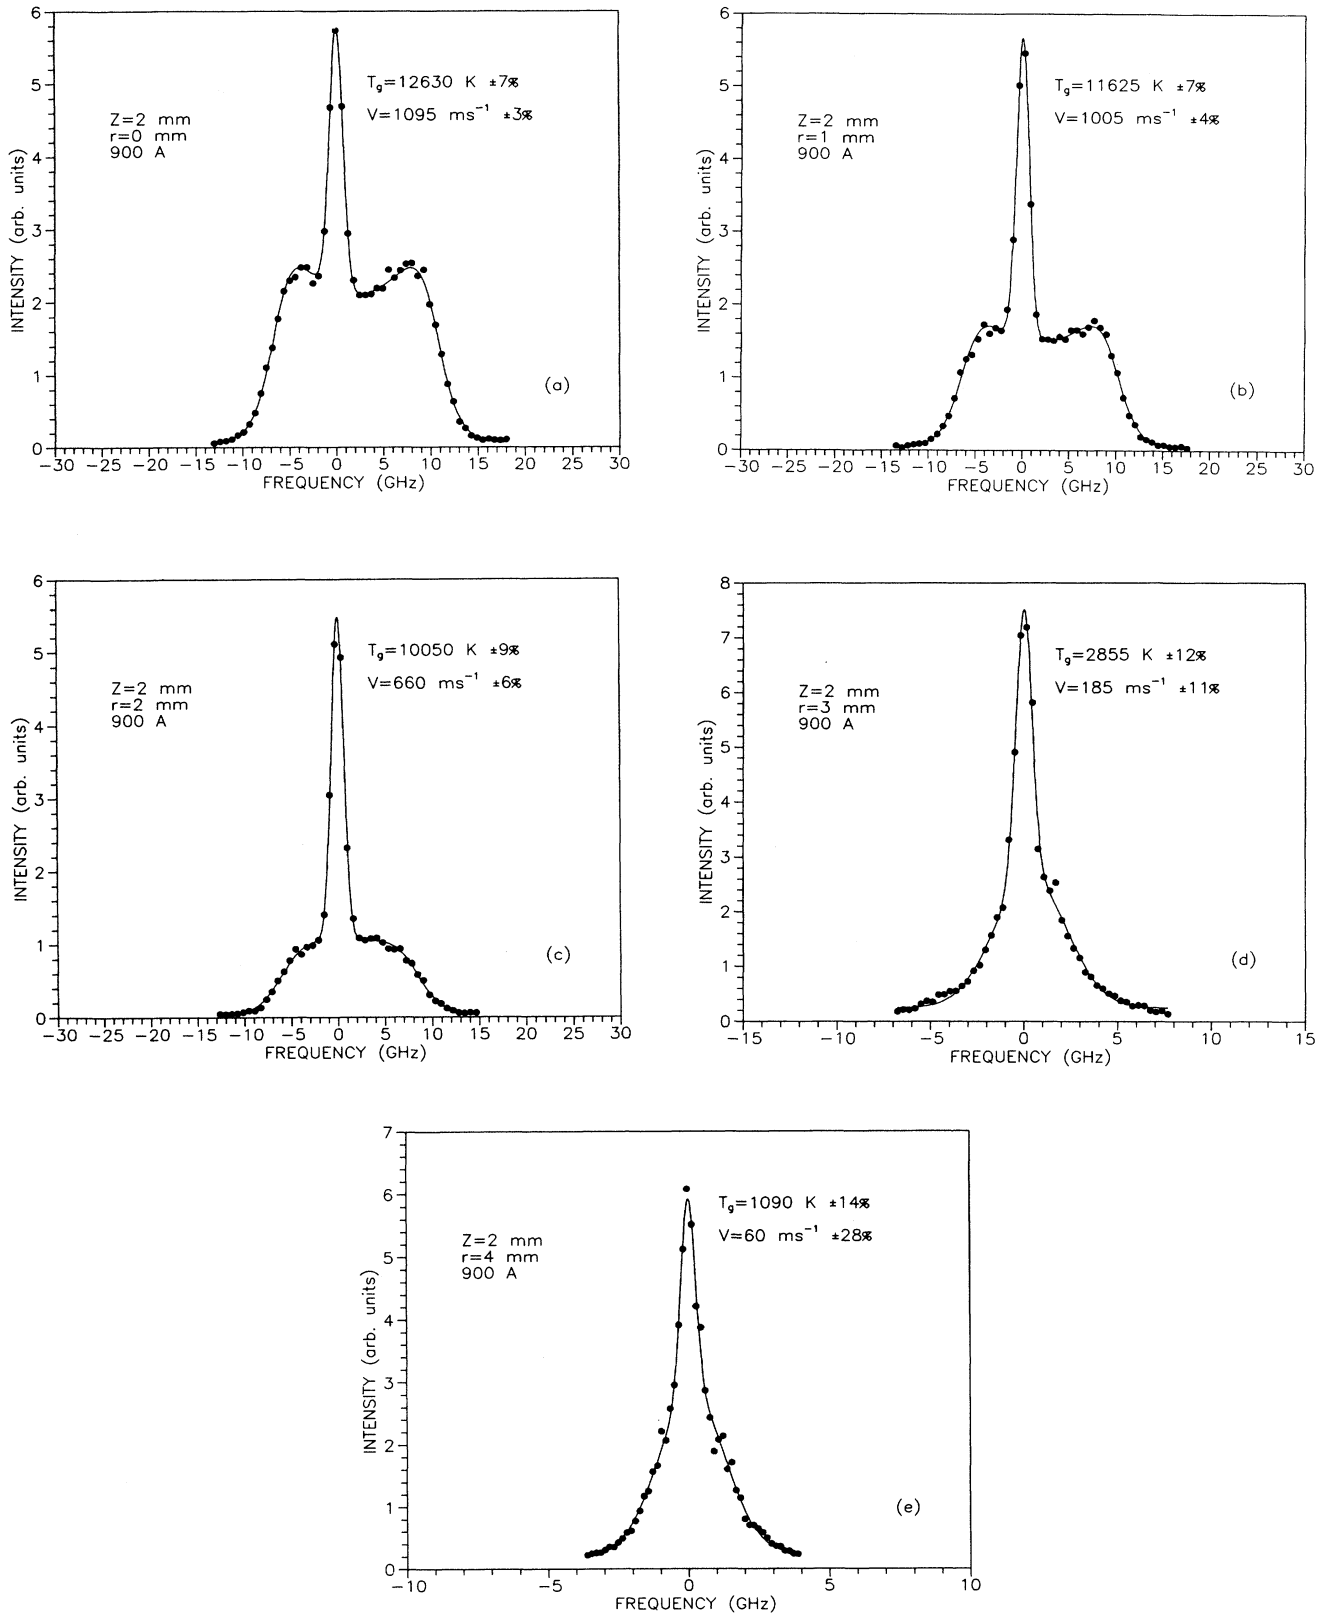 6
5
4
3
2
1
0
INTENSITY (arb. units)
Z=2 mm
r=0 mm
900 A
Tg=12630 K ±7%
V=1095 ms⁻¹ ±3%
(a)
−30 −25 −20 −15 −10 −5 0 5 10 15 20 25 30
FREQUENCY (GHz)
6
5
4
3
2
1
0
INTENSITY (arb. units)
Z=2 mm
r=1 mm
900 A
Tg=11625 K ±7%
V=1005 ms⁻¹ ±4%
(b)
−30 −25 −20 −15 −10 −5 0 5 10 15 20 25 30
FREQUENCY (GHz)
6
5
4
3
2
1
0
INTENSITY (arb. units)
Z=2 mm
r=2 mm
900 A
Tg=10050 K ±9%
V=660 ms⁻¹ ±6%
(c)
−30 −25 −20 −15 −10 −5 0 5 10 15 20 25 30
FREQUENCY (GHz)
8
7
6
5
4
3
2
1
0
INTENSITY (arb. units)
Z=2 mm
r=3 mm
900 A
Tg=2855 K ±12%
V=185 ms⁻¹ ±11%
(d)
−15 −10 −5 0 5 10 15
FREQUENCY (GHz)
7
6
5
4
3
2
1
0
INTENSITY (arb. units)
Z=2 mm
r=4 mm
900 A
Tg=1090 K ±14%
V=60 ms⁻¹ ±28%
(e)
−10 −5 0 5 10
FREQUENCY (GHz)